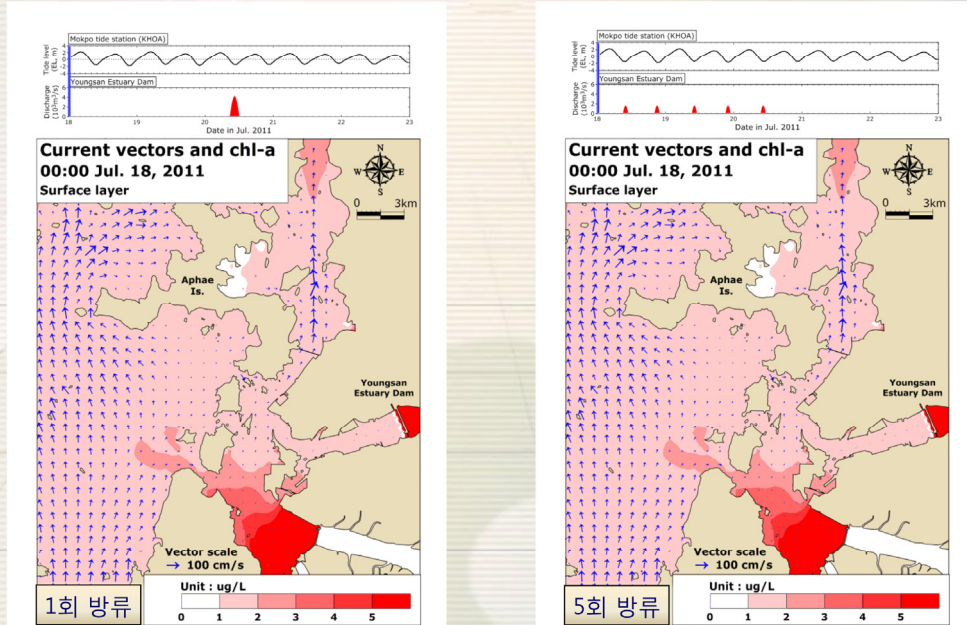 Mokpo tide station (KHOA)
Tide level
(EL, m)
4
2
0
-2
-4
Youngsan Estuary Dam
Discharge
(10³m³/s)
6
4
2
0
18 19 20 21 22 23
Date in Jul. 2011
Current vectors and chl-a
00:00 Jul. 18, 2011
Surface layer
N
W E
S
0 3km
Aphae
Is.
Youngsan
Estuary Dam
Vector scale
100 cm/s
Unit : ug/L
0 1 2 3 4 5
1회 방류
Mokpo tide station (KHOA)
Tide level
(EL, m)
4
2
0
-2
-4
Youngsan Estuary Dam
Discharge
(10³m³/s)
6
4
2
0
18 19 20 21 22 23
Date in Jul. 2011
Current vectors and chl-a
00:00 Jul. 18, 2011
Surface layer
N
W E
S
0 3km
Aphae
Is.
Youngsan
Estuary Dam
Vector scale
100 cm/s
Unit : ug/L
0 1 2 3 4 5
5회 방류